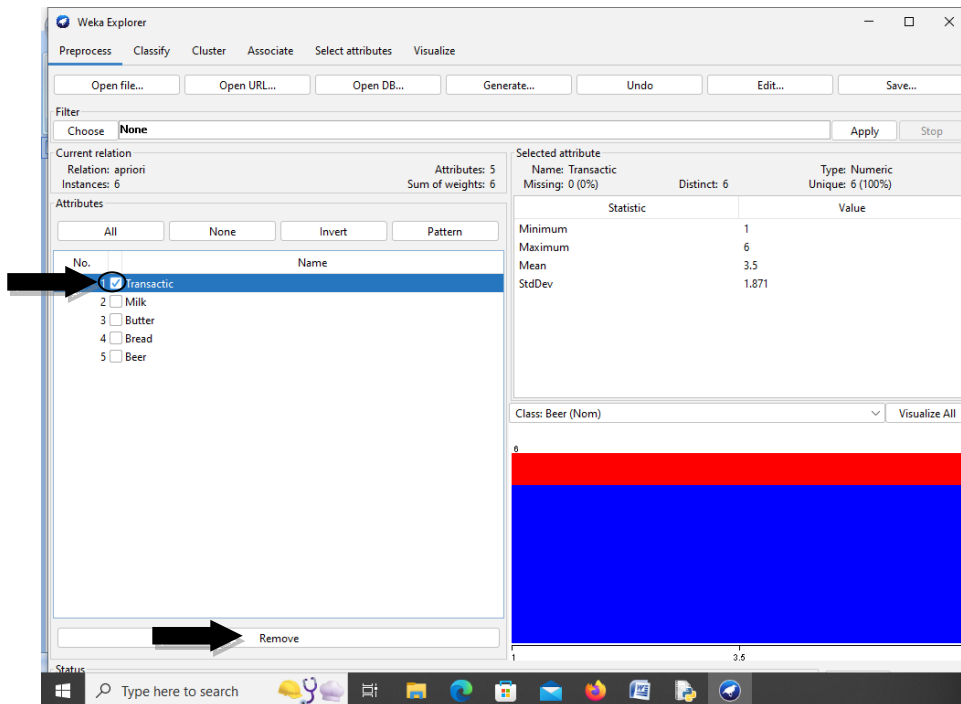 Weka Explorer
Preprocess Classify Cluster Associate Select attributes Visualize
Open file... Open URL... Open DB... Generate... Undo Edit... Save...
Filter
Choose None Apply Stop
Current relation
Relation: apriori Attributes: 5
Instances: 6 Sum of weights: 6
Attributes
All None Invert Pattern
No. Name
1 Transactic
2 Milk
3 Butter
4 Bread
5 Beer
Remove
Selected attribute
Name: Transactic Type: Numeric
Missing: 0 (0%) Distinct: 6 Unique: 6 (100%)
Statistic Value
Minimum 1
Maximum 6
Mean 3.5
StdDev 1.871
Class: Beer (Nom) Visualize All
6
1 3.5
Status
Type here to search